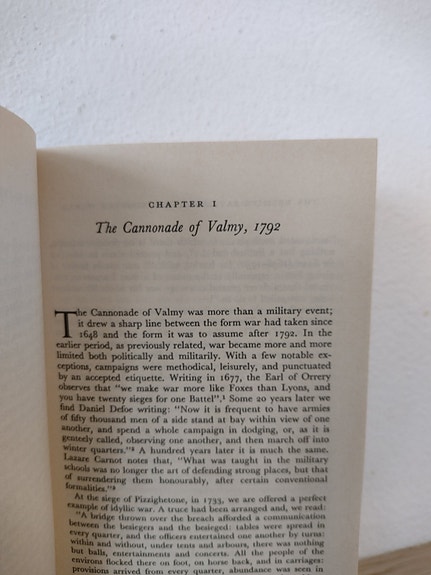 CHAPTER I
The Cannonade of Valmy, 1792
The Cannonade of Valmy was more than a military event;
it drew a sharp line between the form war had taken since
1648 and the form it was to assume after 1792. In the
earlier period, as previously related, war became more and more
limited both politically and militarily. With a few notable ex-
ceptions, campaigns were methodical, leisurely, and punctuated
by an accepted etiquette. Writing in 1677, the Earl of Orrery
observes that "we make war more like Foxes than Lyons, and
you have twenty sieges for one Battel".¹ Some 20 years later we
find Daniel Defoe writing: "Now it is frequent to have armies
of fifty thousand men of a side stand at bay within view of one
another, and spend a whole campaign in dodging, or, as it is
genteely called, observing one another, and then march off into
winter quarters."² A hundred years later it is much the same.
Lazare Carnot notes that, "What was taught in the military
schools was no longer the art of defending strong places, but that
of surrendering them honourably, after certain conventional
formalities."³
At the siege of Pizzighetone, in 1733, we are offered a perfect
example of idyllic war. A truce had been arranged and, we read:
"A bridge thrown over the breach afforded a communication
between the besiegers and the besieged: tables were spread in
every quarter, and the officers entertained one another by turns:
within and without, under tents and arbours, there was nothing
but balls, entertainments and concerts. All the people of the
environs flocked there on foot, on horse back, and in carriages:
provisions arrived from every quarter, abundance was seen in